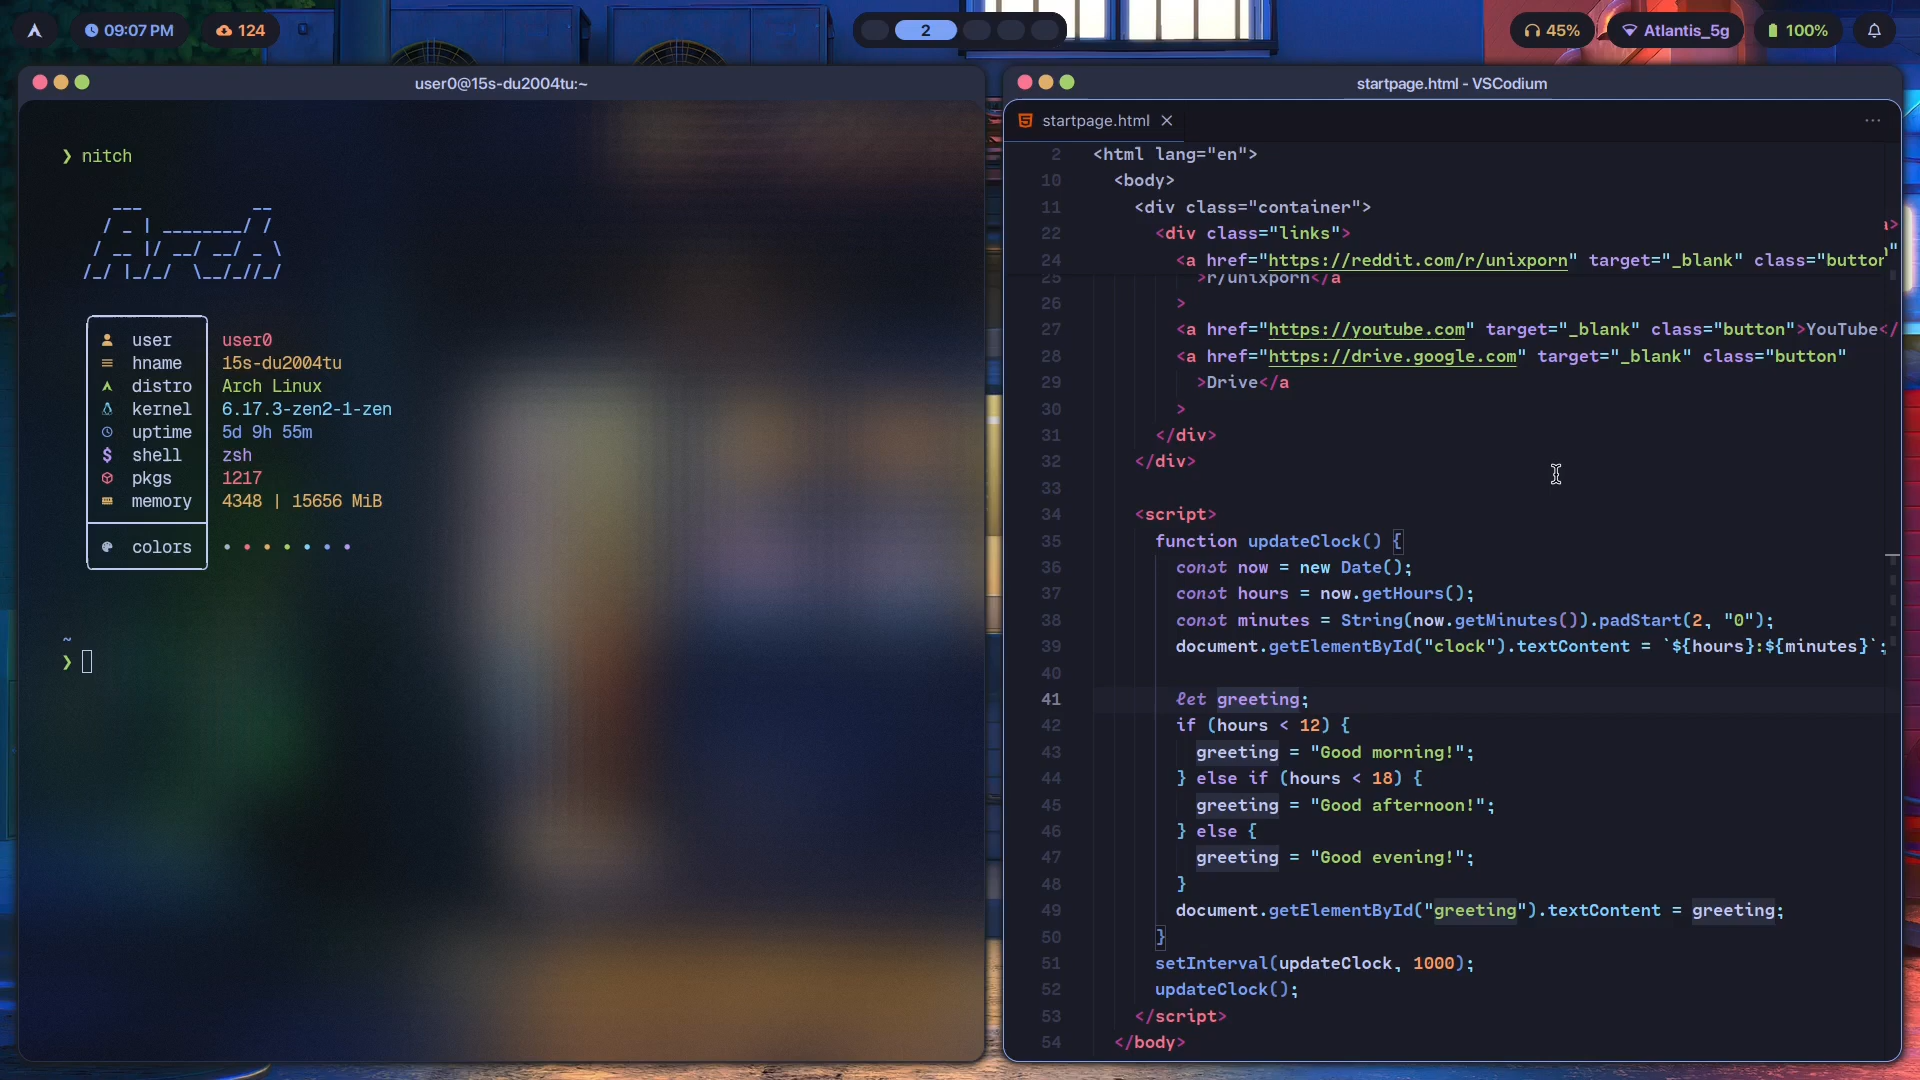 09:07 PM
124
2
45%
Atlantis_5g
100%
user0@15s-du2004tu:~
❯ nitch
user user0
hname 15s-du2004tu
distro Arch Linux
kernel 6.17.3-zen2-1-zen
uptime 5d 9h 55m
$ shell zsh
pkgs 1217
memory 4348 | 15656 MiB
colors
~
❯
startpage.html - VSCodium
startpage.html
2 <html lang="en">
10 <body>
11 <div class="container">
22 <div class="links">
24 <a href="https://reddit.com/r/unixporn" target="_blank" class="button"
25 >r/unixporn</a
26 >
27 <a href="https://youtube.com" target="_blank" class="button">YouTube</
28 <a href="https://drive.google.com" target="_blank" class="button"
29 >Drive</a
30 >
31 </div>
32 </div>
33
34 <script>
35 function updateClock() {
36 const now = new Date();
37 const hours = now.getHours();
38 const minutes = String(now.getMinutes()).padStart(2, "0");
39 document.getElementById("clock").textContent = `${hours}:${minutes}`;
40
41 let greeting;
42 if (hours < 12) {
43 greeting = "Good morning!";
44 } else if (hours < 18) {
45 greeting = "Good afternoon!";
46 } else {
47 greeting = "Good evening!";
48 }
49 document.getElementById("greeting").textContent = greeting;
50 }
51 setInterval(updateClock, 1000);
52 updateClock();
53 </script>
54 </body>